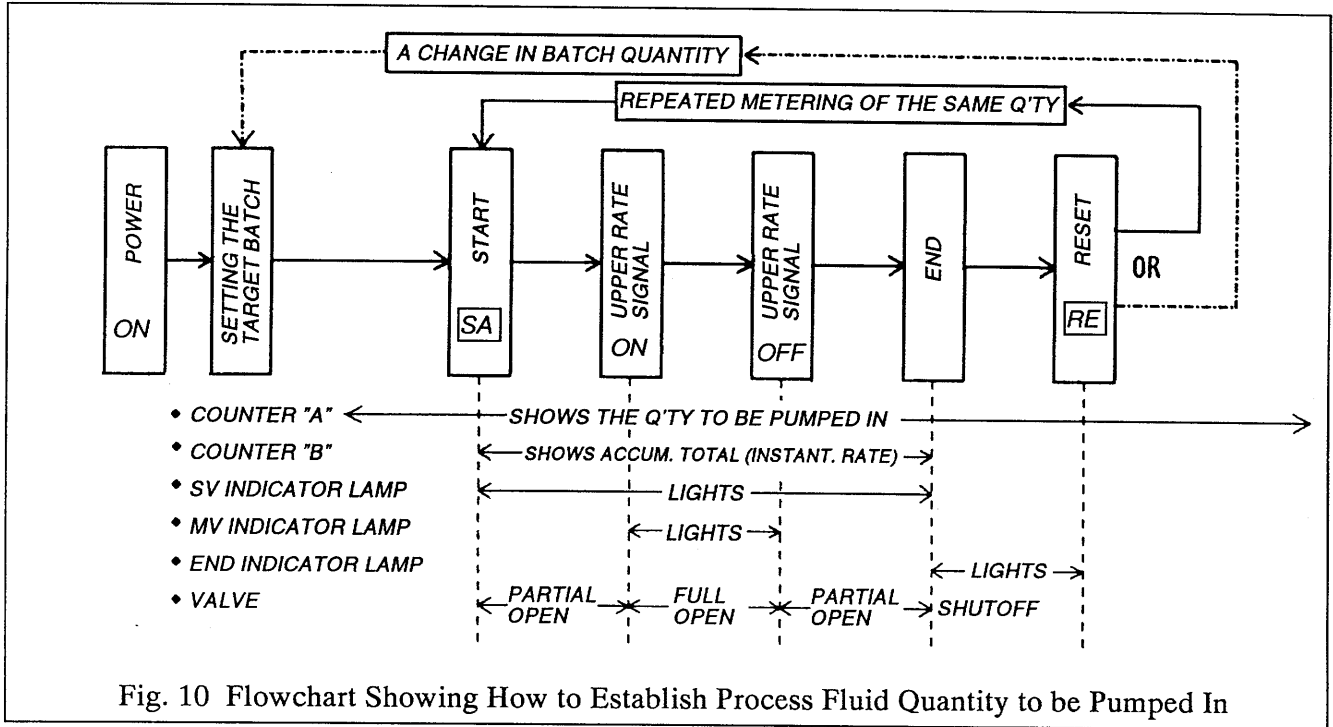 A CHANGE IN BATCH QUANTITY
REPEATED METERING OF THE SAME Q'TY
POWER
ON
SETTING THE
TARGET BATCH
START
SA
UPPER RATE
SIGNAL
ON
UPPER RATE
SIGNAL
OFF
END
RESET
RE
OR
• COUNTER "A"
SHOWS THE Q'TY TO BE PUMPED IN
• COUNTER "B"
SHOWS ACCUM. TOTAL (INSTANT. RATE)
• SV INDICATOR LAMP
LIGHTS
• MV INDICATOR LAMP
LIGHTS
• END INDICATOR LAMP
LIGHTS
• VALVE
PARTIAL
OPEN
FULL
OPEN
PARTIAL
OPEN
SHUTOFF
Fig. 10 Flowchart Showing How to Establish Process Fluid Quantity to be Pumped In